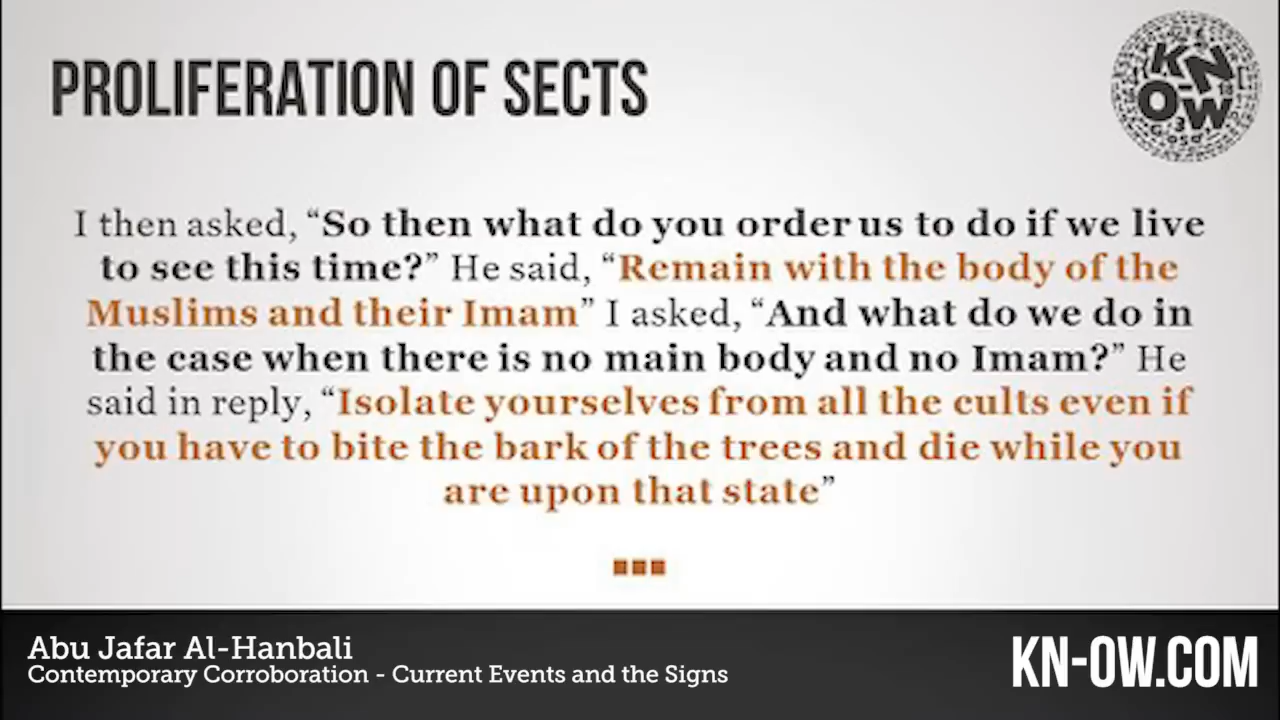 PROLIFERATION OF SECTS
KN
OW
I then asked, “So then what do you order us to do if we live
to see this time?” He said, “Remain with the body of the
Muslims and their Imam” I asked, “And what do we do in
the case when there is no main body and no Imam?” He
said in reply, “Isolate yourselves from all the cults even if
you have to bite the bark of the trees and die while you
are upon that state”
Abu Jafar Al-Hanbali
Contemporary Corroboration - Current Events and the Signs
KN-OW.COM